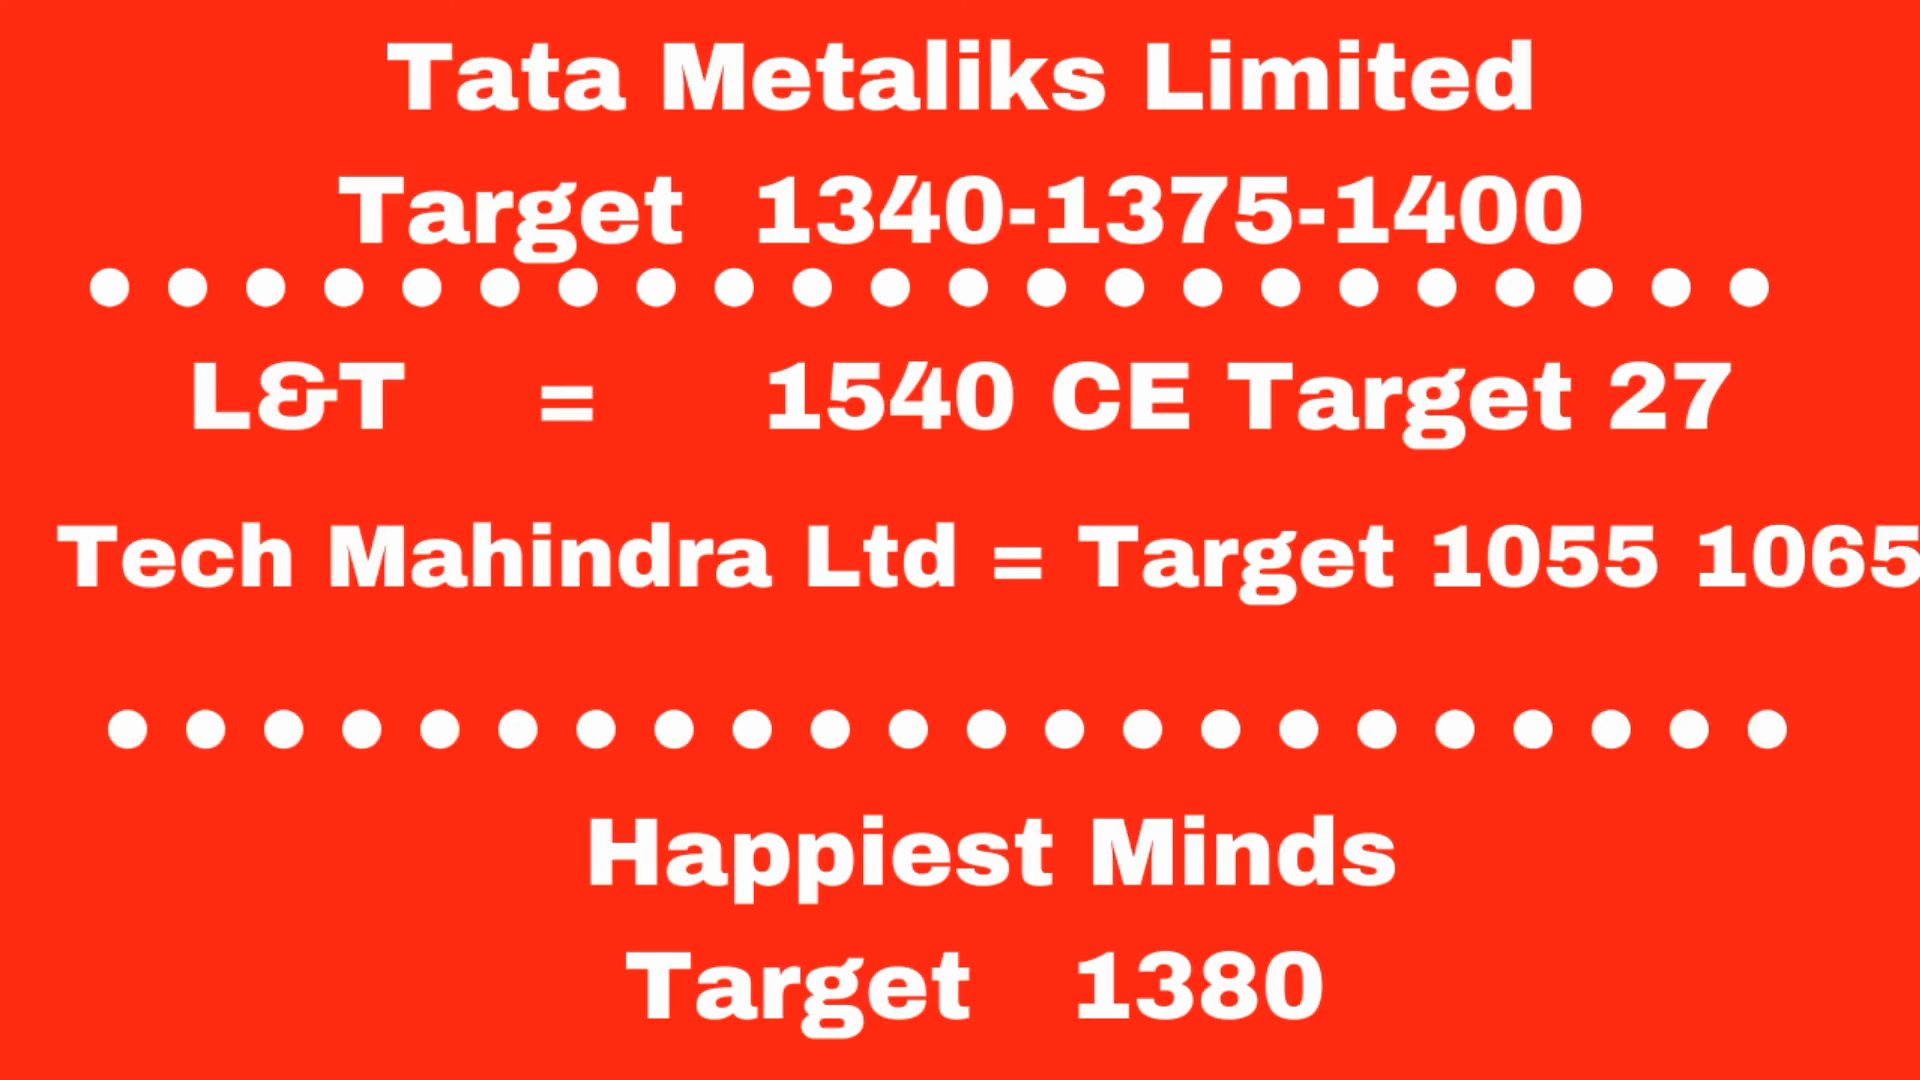 Tata Metaliks Limited
Target 1340-1375-1400
L&T = 1540 CE Target 27
Tech Mahindra Ltd = Target 1055 1065
Happiest Minds
Target 1380